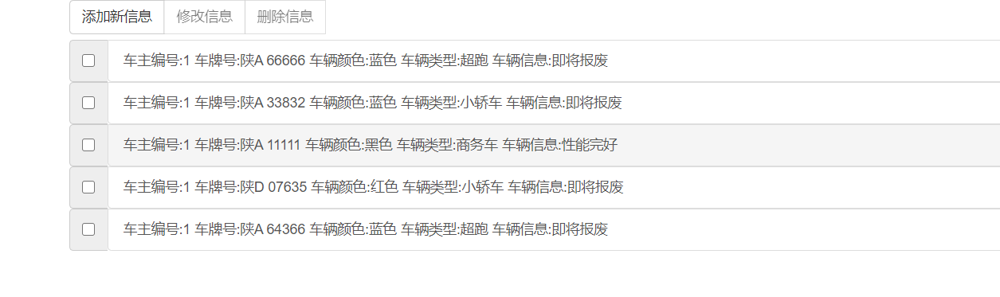 添加新信息 修改信息 删除信息
车主编号:1 车牌号:陕A 66666 车辆颜色:蓝色 车辆类型:超跑 车辆信息:即将报废
车主编号:1 车牌号:陕A 33832 车辆颜色:蓝色 车辆类型:小轿车 车辆信息:即将报废
车主编号:1 车牌号:陕A 11111 车辆颜色:黑色 车辆类型:商务车 车辆信息:性能完好
车主编号:1 车牌号:陕D 07635 车辆颜色:红色 车辆类型:小轿车 车辆信息:即将报废
车主编号:1 车牌号:陕A 64366 车辆颜色:蓝色 车辆类型:超跑 车辆信息:即将报废